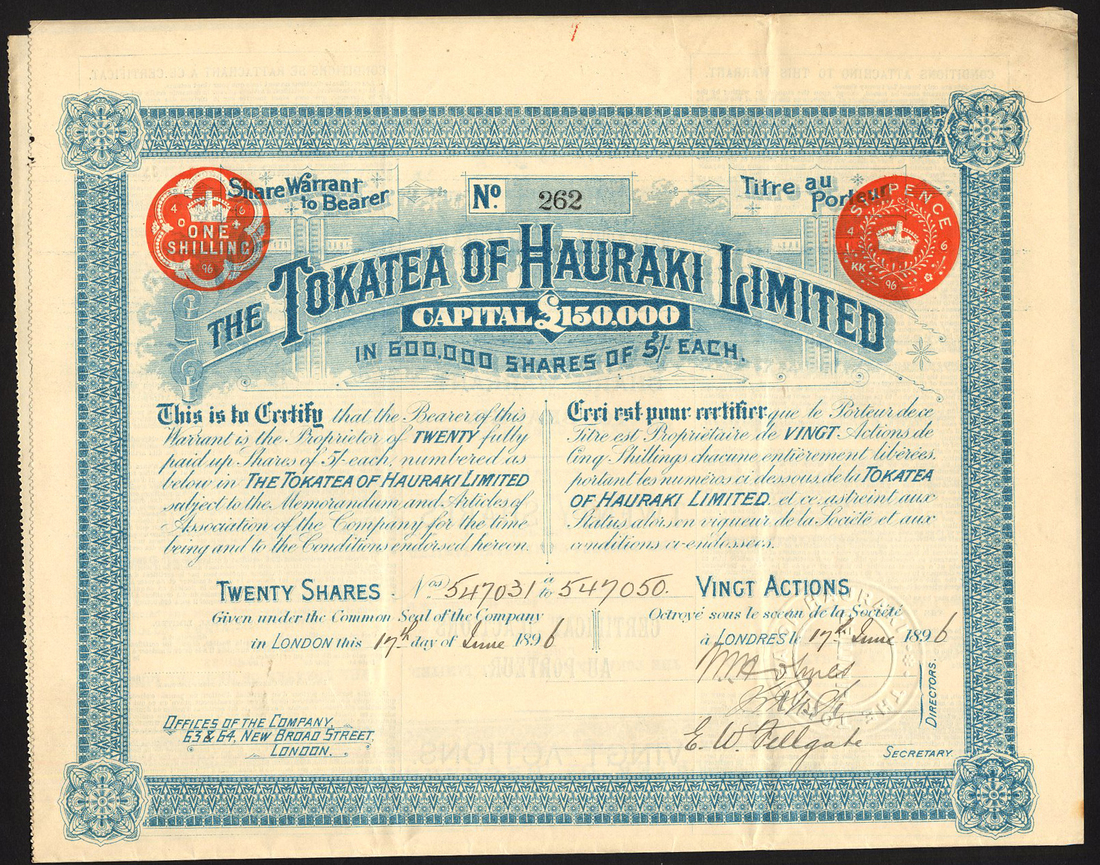 Share Warrant
to Bearer
No. 262
Titre au
Porteur
ONE
SHILLING
96
SIXPENCE
KK
96
THE TOKATEA OF HAURAKI LIMITED
CAPITAL £150,000
IN 600,000 SHARES OF 5/- EACH.
This is to Certify that the Bearer of this
Warrant is the Proprietor of TWENTY fully
paid up Shares of 5/- each, numbered as
below in THE TOKATEA OF HAURAKI LIMITED
subject to the Memorandum and Articles of
Association of the Company for the time
being and to the Conditions endorsed hereon.
Ceci est pour certifier que le Porteur de ce
Titre est Propriétaire de VINGT Actions de
Cinq Shillings chacune entièrement libérées,
portant les numeros ci dessous, de la TOKATEA
OF HAURAKI LIMITED, et ce astreint aux
Status alors en vigueur de la Société et aux
conditions ci-endossées.
TWENTY SHARES Nos 547031 à to 547050. VINGT ACTIONS
Given under the Common Seal of the Company
in LONDON this 17th day of June 1896
Octroyé sous le sceau de la Société
à LONDRES le 17th June 1896
DIRECTORS.
E. W. Fellgate
SECRETARY
OFFICES OF THE COMPANY,
63 & 64, NEW BROAD STREET,
LONDON.